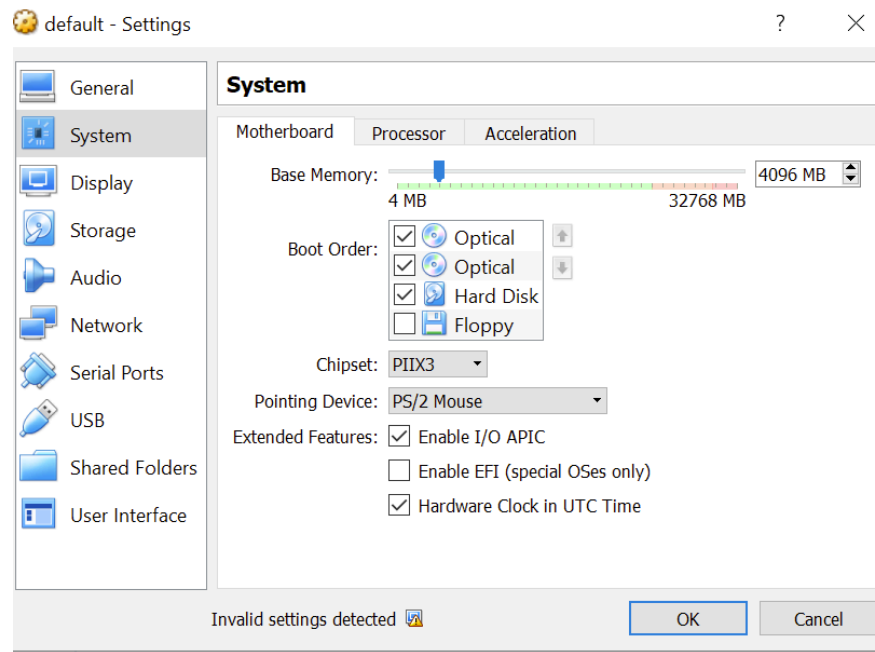 default - Settings
?
General
System
Display
Storage
Audio
Network
Serial Ports
USB
Shared Folders
User Interface
System
Motherboard Processor Acceleration
Base Memory: 4096 MB
4 MB 32768 MB
Boot Order:
Optical
Optical
Hard Disk
Floppy
Chipset: PIIX3
Pointing Device: PS/2 Mouse
Extended Features: Enable I/O APIC
Enable EFI (special OSes only)
Hardware Clock in UTC Time
Invalid settings detected
OK Cancel